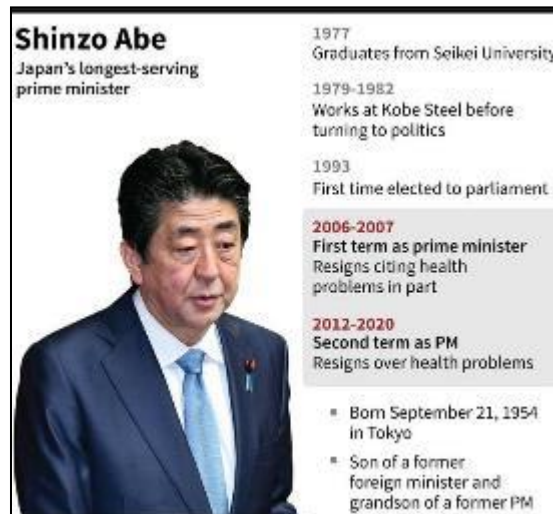 Shinzo Abe
Japan's longest-serving
prime minister
1977
Graduates from Seikei University
1979-1982
Works at Kobe Steel before
turning to politics
1993
First time elected to parliament
2006-2007
First term as prime minister
Resigns citing health
problems in part
2012-2020
Second term as PM
Resigns over health problems
Born September 21, 1954
in Tokyo
Son of a former
foreign minister and
grandson of a former PM